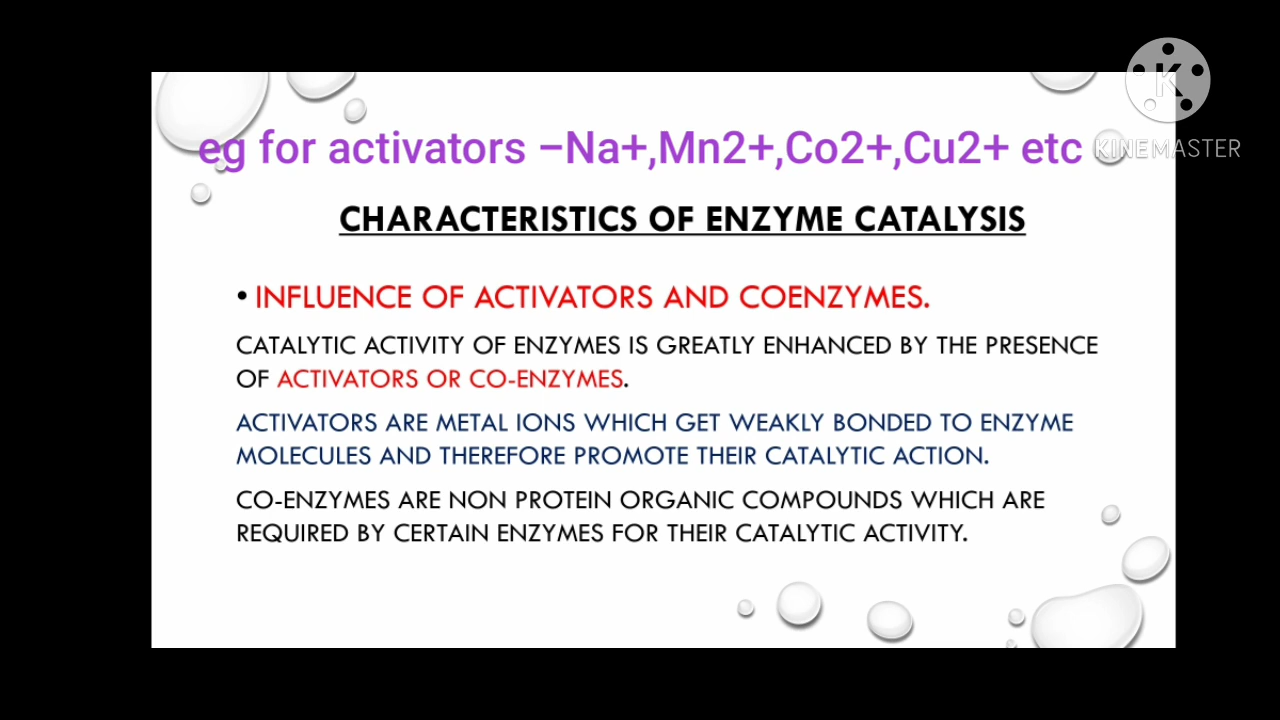 eg for activators –Na+,Mn2+,Co2+,Cu2+ etc
KINEMASTER
CHARACTERISTICS OF ENZYME CATALYSIS
• INFLUENCE OF ACTIVATORS AND COENZYMES.
CATALYTIC ACTIVITY OF ENZYMES IS GREATLY ENHANCED BY THE PRESENCE
OF ACTIVATORS OR CO-ENZYMES.
ACTIVATORS ARE METAL IONS WHICH GET WEAKLY BONDED TO ENZYME
MOLECULES AND THEREFORE PROMOTE THEIR CATALYTIC ACTION.
CO-ENZYMES ARE NON PROTEIN ORGANIC COMPOUNDS WHICH ARE
REQUIRED BY CERTAIN ENZYMES FOR THEIR CATALYTIC ACTIVITY.